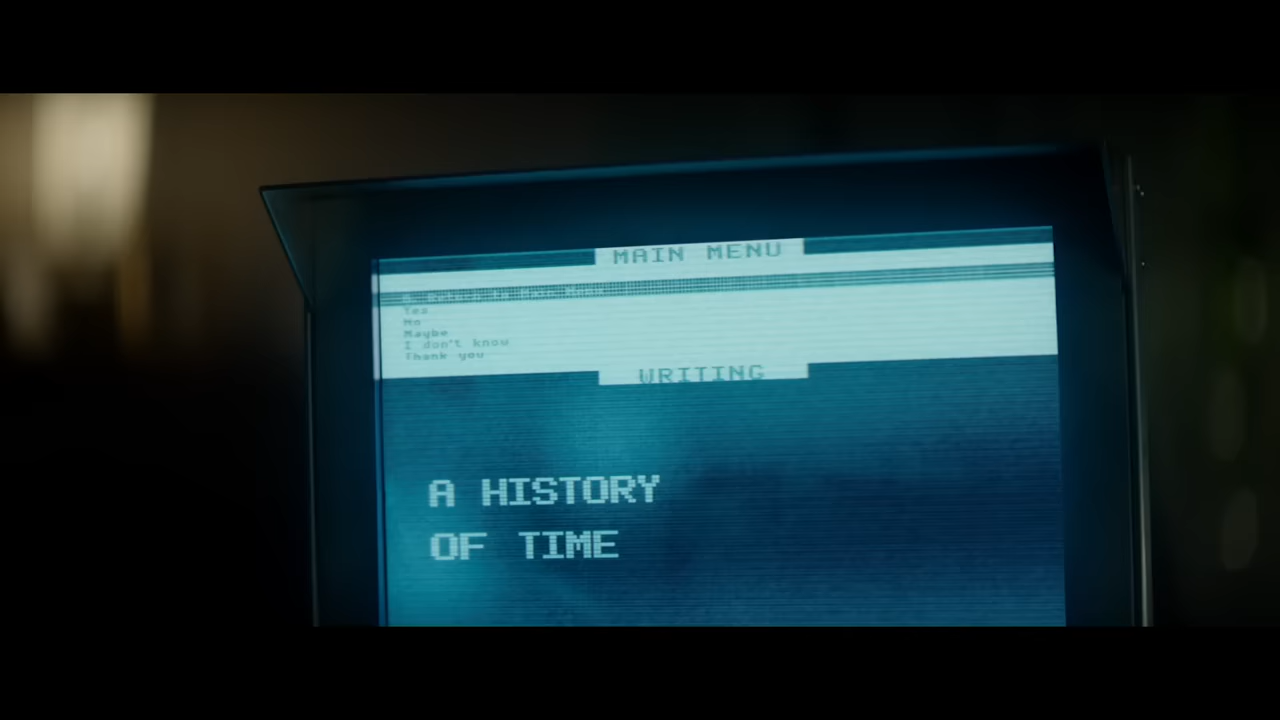 MAIN MENU
Yes
No
Maybe
I don't know
Thank you
WRITING
A HISTORY
OF TIME